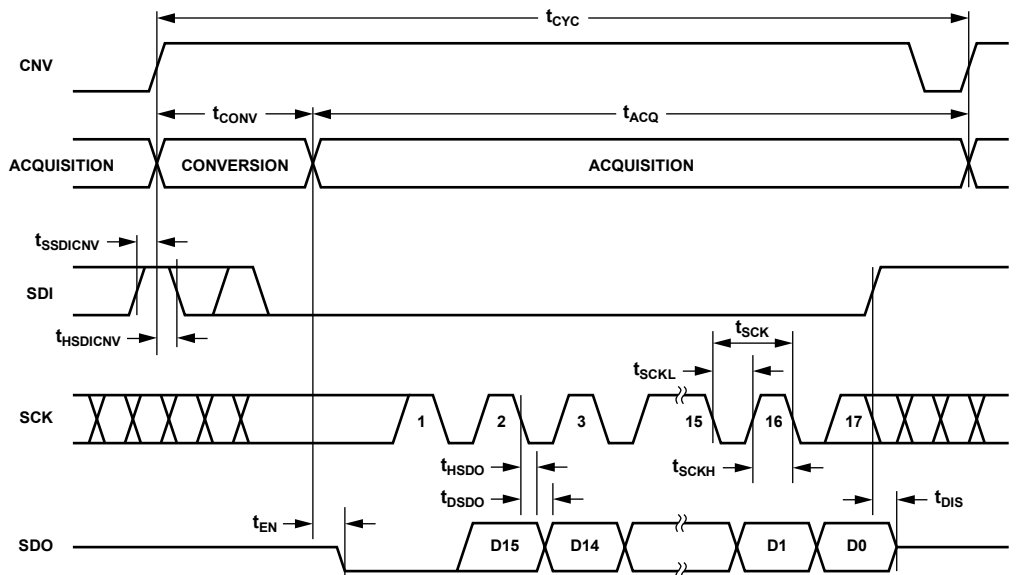 tCYC
CNV
tCONV
tACQ
ACQUISITION
CONVERSION
ACQUISITION
tSSDICNV
SDI
tHSDICNV
tSCK
tSCKL
SCK
1
2
3
15
16
17
tHSDO
tSCKH
tDSDO
tDIS
tEN
SDO
D15
D14
D1
D0